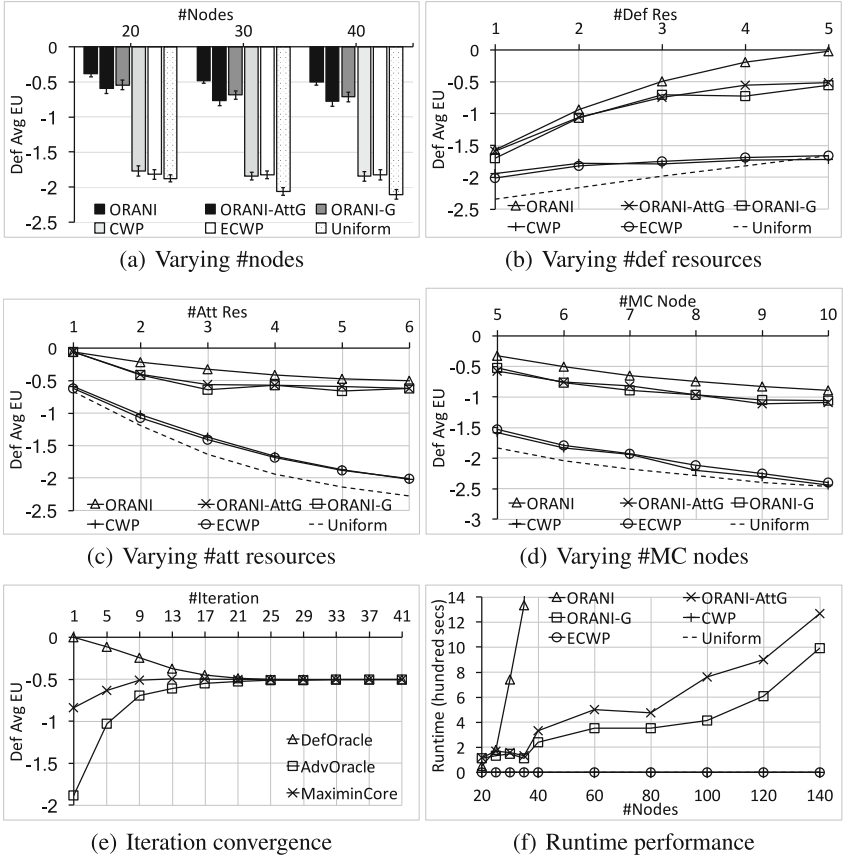 #Nodes
20 30 40
0
-0.5
-1
-1.5
-2
-2.5
Def Avg EU
ORANI ORANI-AttG ORANI-G
CWP ECWP Uniform
(a) Varying #nodes
#Def Res
1 2 3 4 5
0
-0.5
-1
-1.5
-2
-2.5
Def Avg EU
ORANI ORANI-AttG ORANI-G
CWP ECWP Uniform
(b) Varying #def resources
#Att Res
1 2 3 4 5 6
0
-0.5
-1
-1.5
-2
-2.5
Def Avg EU
ORANI ORANI-AttG ORANI-G
CWP ECWP Uniform
(c) Varying #att resources
#MC Node
5 6 7 8 9 10
0
-0.5
-1
-1.5
-2
-2.5
-3
Def Avg EU
ORANI ORANI-AttG ORANI-G
CWP ECWP Uniform
(d) Varying #MC nodes
#Iteration
1 5 9 13 17 21 25 29 33 37 41
0
-0.5
-1
-1.5
-2
Def Avg EU
DefOracle
AdvOracle
MaximinCore
(e) Iteration convergence
ORANI ORANI-AttG
ORANI-G CWP
ECWP Uniform
14
12
10
8
6
4
2
0
Runtime (hundred secs)
20 40 60 80 100 120 140
#Nodes
(f) Runtime performance